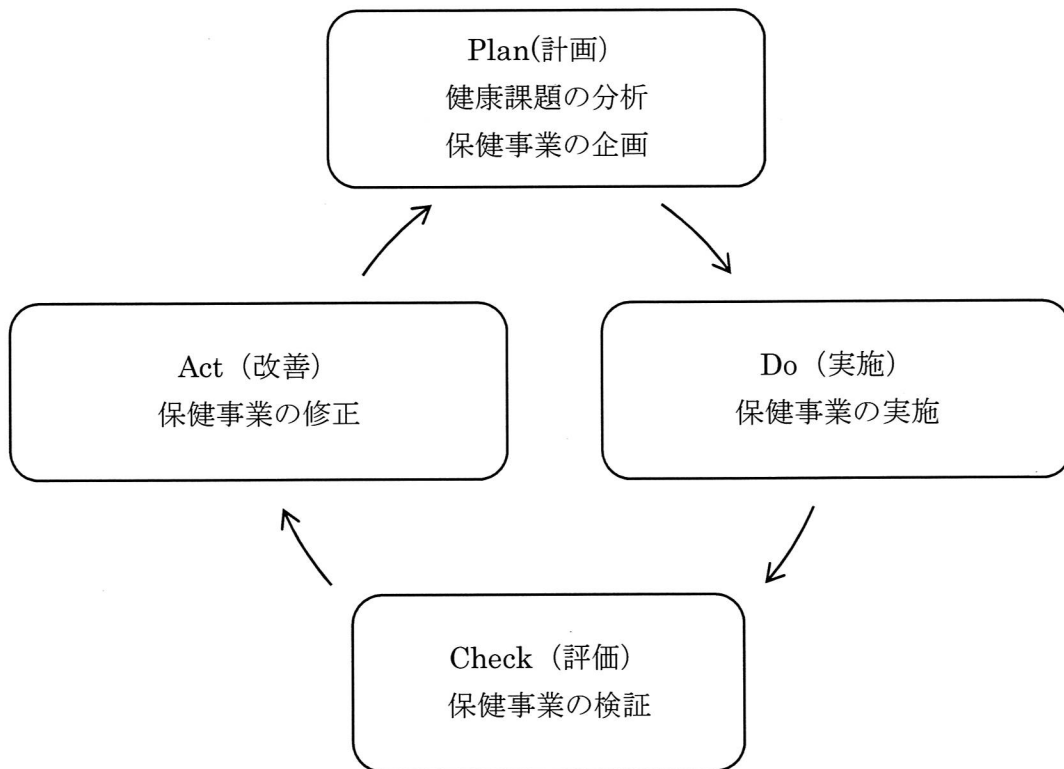 Plan(計画)
健康課題の分析
保健事業の企画
Act（改善）
保健事業の修正
Do（実施）
保健事業の実施
Check（評価）
保健事業の検証